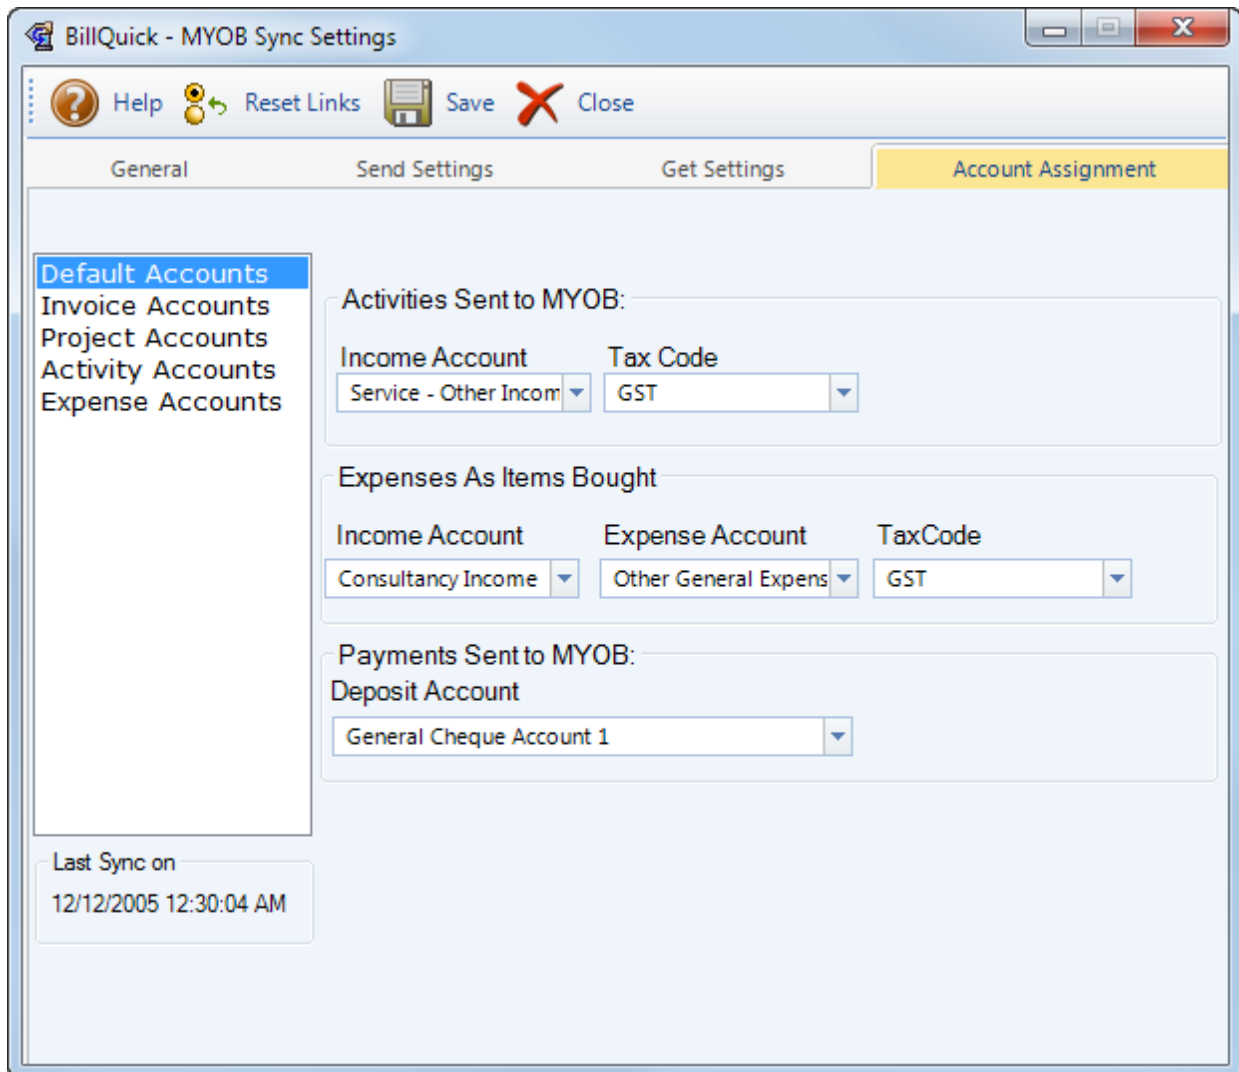 BillQuick - MYOB Sync Settings
Help Reset Links Save Close
General Send Settings Get Settings Account Assignment
Default Accounts
Invoice Accounts
Project Accounts
Activity Accounts
Expense Accounts
Activities Sent to MYOB:
Income Account Tax Code
Service - Other Incom GST
Expenses As Items Bought
Income Account Expense Account TaxCode
Consultancy Income Other General Expens GST
Payments Sent to MYOB:
Deposit Account
General Cheque Account 1
Last Sync on
12/12/2005 12:30:04 AM